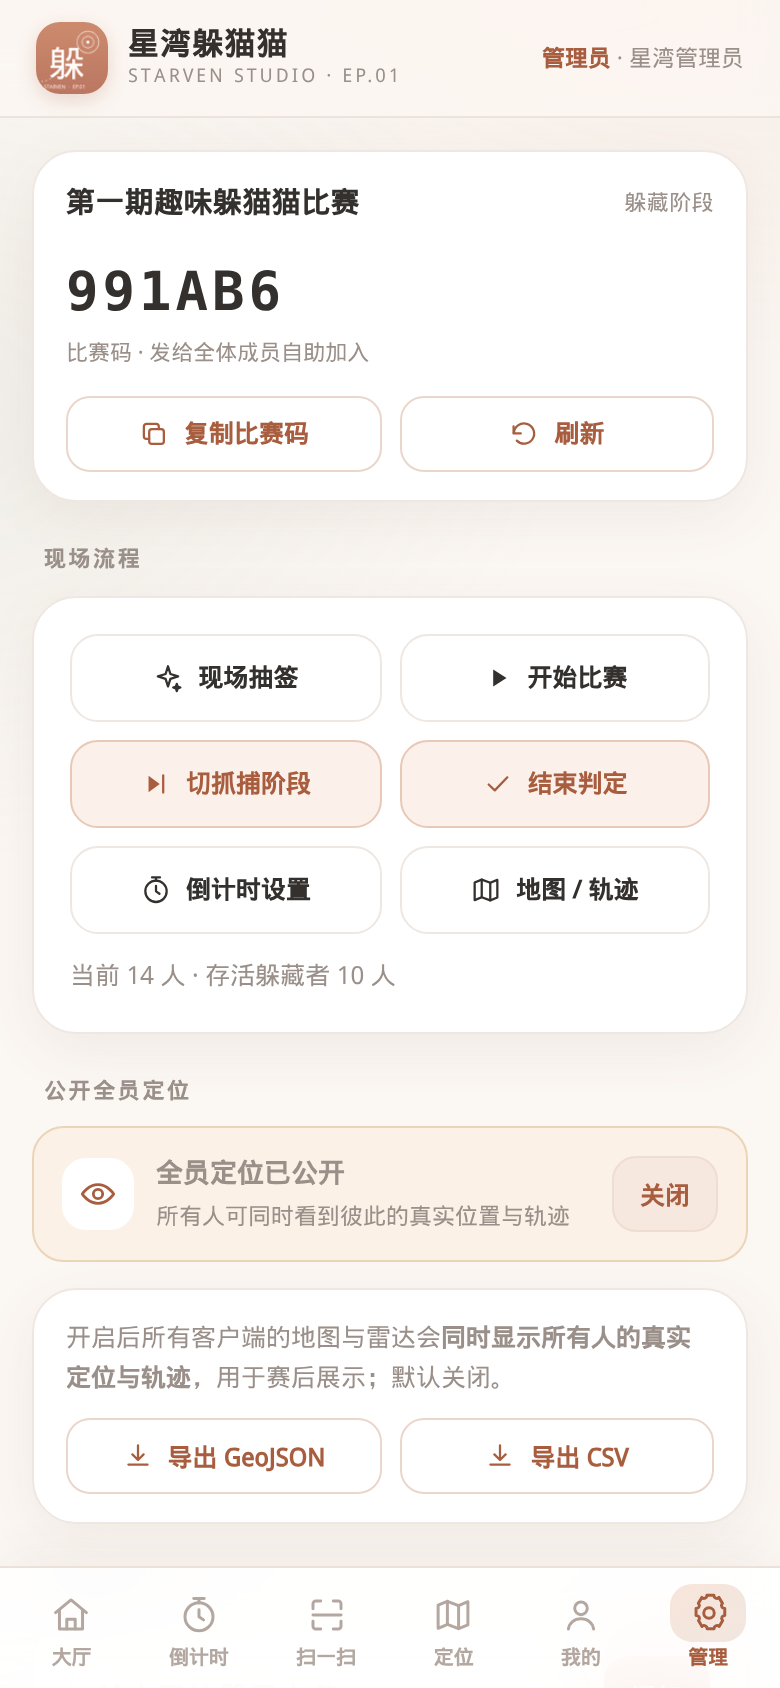 躲
STARVEN · EP.01
星湾躲猫猫
STARVEN STUDIO · EP.01
管理员 · 星湾管理员
第一期趣味躲猫猫比赛
躲藏阶段
991AB6
比赛码 · 发给全体成员自助加入
复制比赛码
刷新
现场流程
现场抽签
开始比赛
切抓捕阶段
结束判定
倒计时设置
地图 / 轨迹
当前 14 人 · 存活躲藏者 10 人
公开全员定位
全员定位已公开
所有人可同时看到彼此的真实位置与轨迹
关闭
开启后所有客户端的地图与雷达会同时显示所有人的真实
定位与轨迹，用于赛后展示；默认关闭。
导出 GeoJSON
导出 CSV
大厅
倒计时
扫一扫
定位
我的
管理